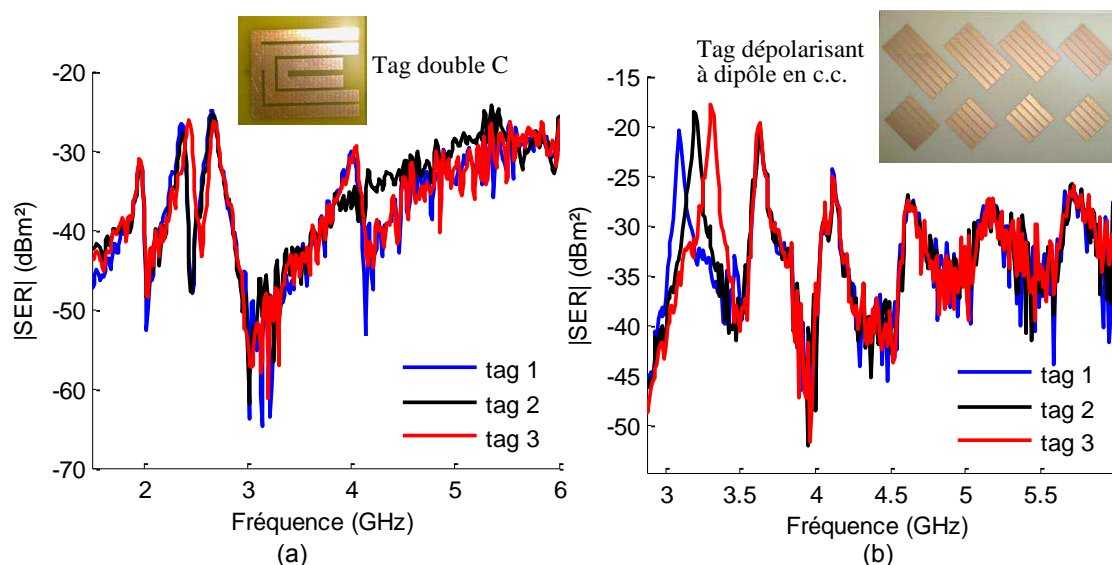 Tag double C
|SER| (dBm²)
-20
-30
-40
-50
-60
-70
2
3
4
5
6
Fréquence (GHz)
tag 1
tag 2
tag 3
(a)
Tag dépolarisant
à dipôle en c.c.
|SER| (dBm²)
-15
-20
-25
-30
-35
-40
-45
-50
3
3.5
4
4.5
5
5.5
Fréquence (GHz)
tag 1
tag 2
tag 3
(b)